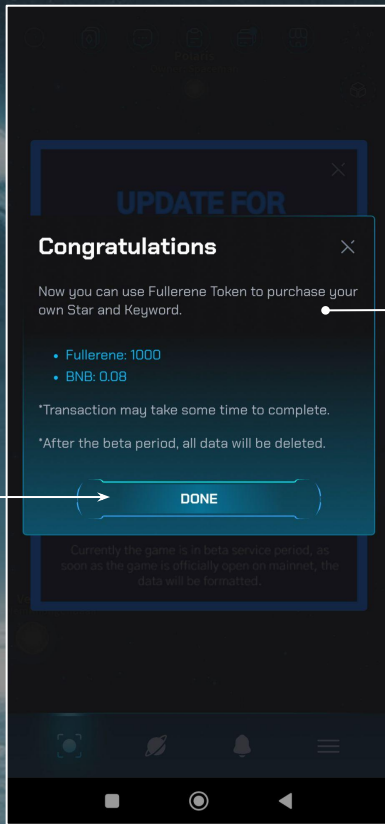 UPDATE FOR
Congratulations
Now you can use Fullerene Token to purchase your
own Star and Keyword.
• Fullerene: 1000
• BNB: 0.08
*Transaction may take some time to complete.
*After the beta period, all data will be deleted.
DONE
Currently the game is in beta service period, as
soon as the game is officially open on mainnet, the
data will be formatted.